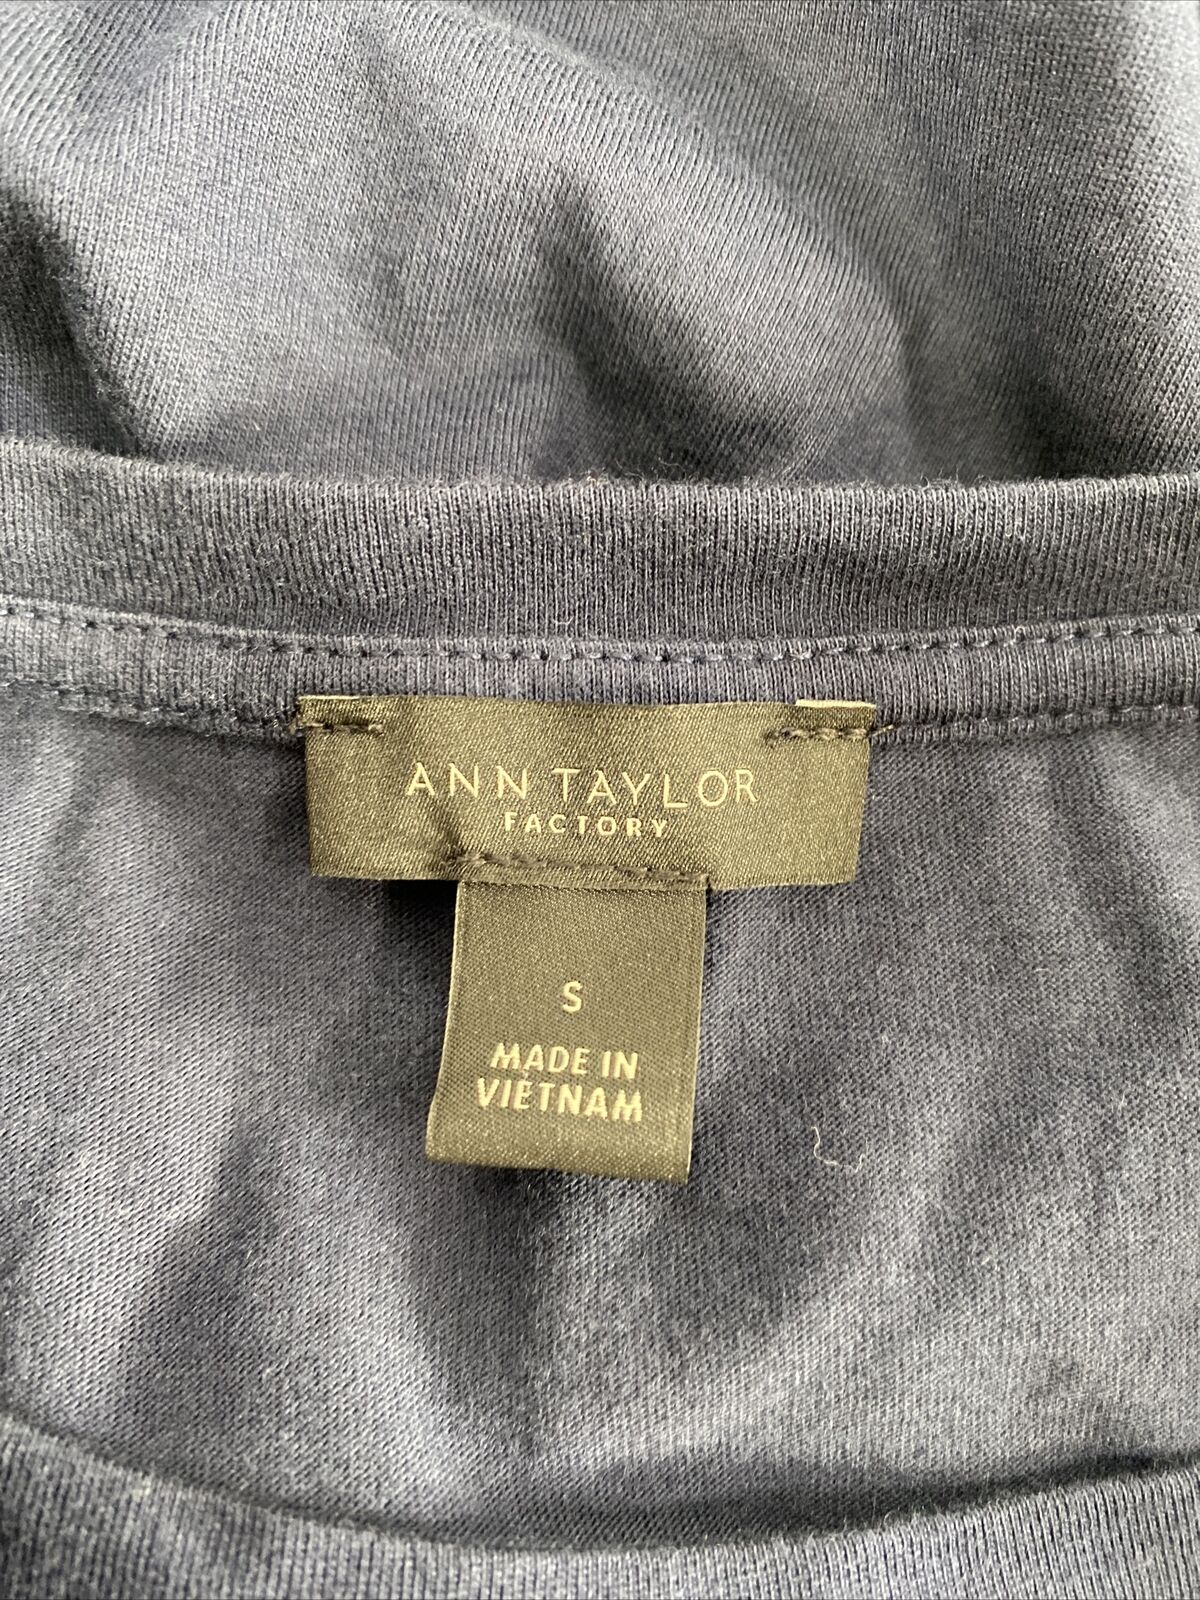 ANN TAYLOR
FACTORY
S
MADE IN
VIETNAM